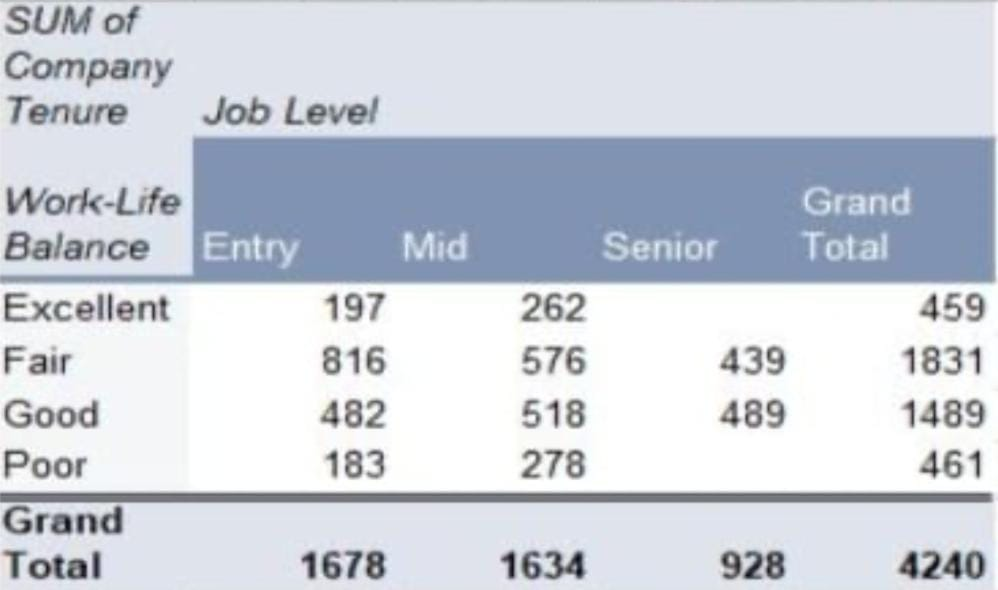 SUM of
Company
Tenure Job Level
Work-Life Grand
Balance Entry Mid Senior Total
Excellent 197 262 459
Fair 816 576 439 1831
Good 482 518 489 1489
Poor 183 278 461
Grand
Total 1678 1634 928 4240